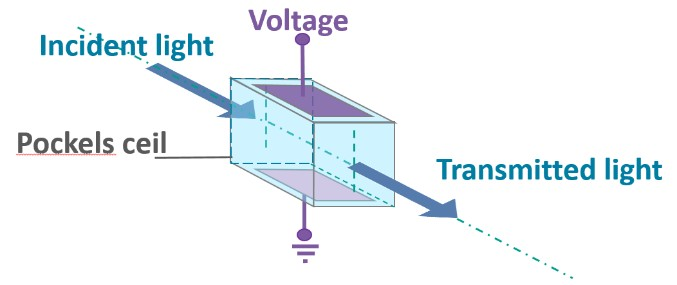 Voltage
Incident light
Pockels ceil
Transmitted light